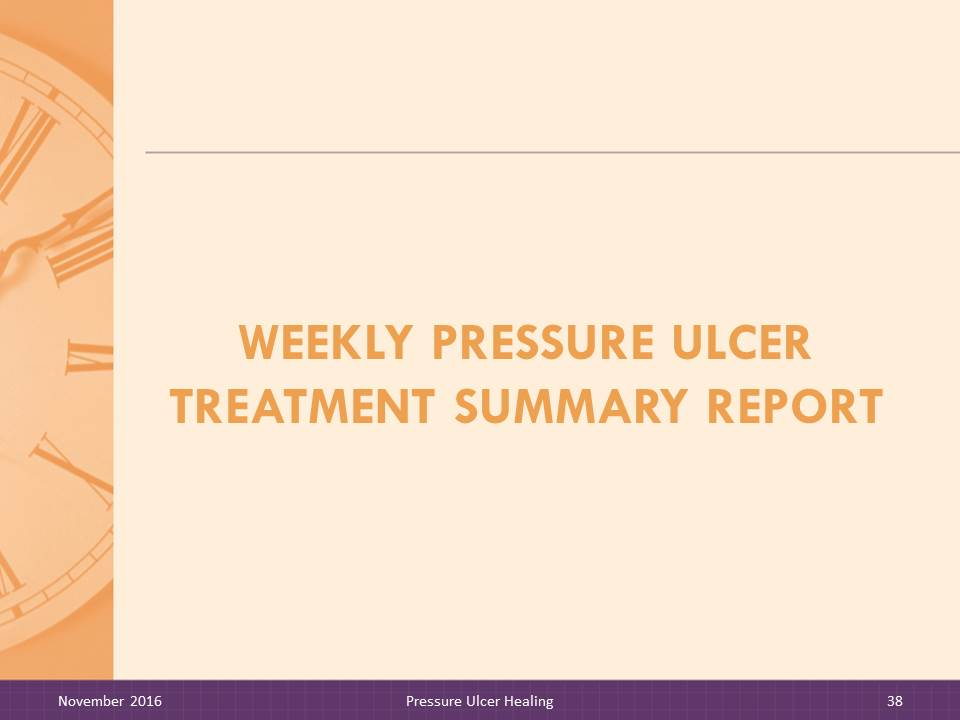 WEEKLY PRESSURE ULCER
TREATMENT SUMMARY REPORT
November 2016
Pressure Ulcer Healing
38